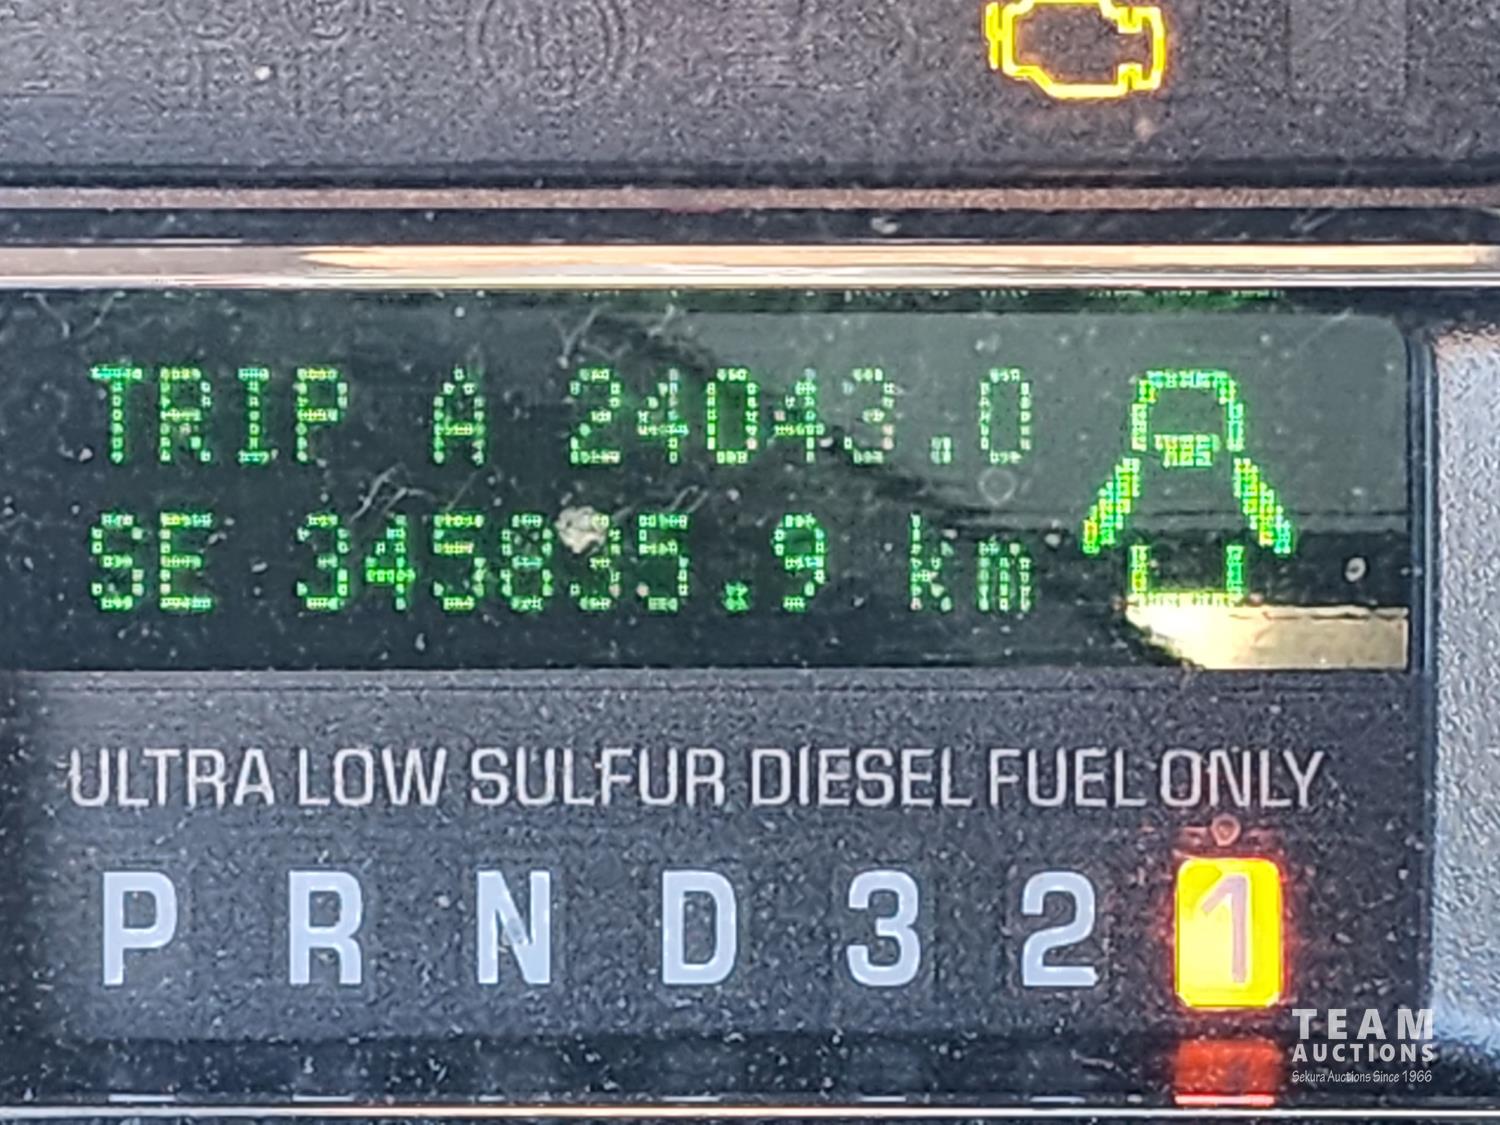 TRIP A 24043.0
SE 345835.9 km
ULTRA LOW SULFUR DIESEL FUEL ONLY
P R N D 3 2 1
TEAM
AUCTIONS
Sekura Auctions Since 1966